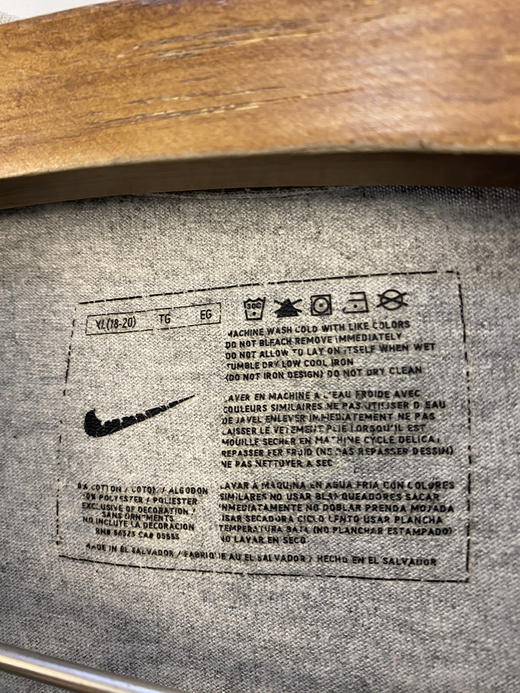 XL(18-20) TG EG
30C
MACHINE WASH COLD WITH LIKE COLORS
DO NOT BLEACH REMOVE IMMEDIATELY
DO NOT ALLOW TO LAY ON ITSELF WHEN WET
TUMBLE DRY LOW COOL IRON
(DO NOT IRON DESIGN) DO NOT DRY CLEAN
LAVER EN MACHINE A L'EAU FROIDE AVEC
COULEURS SIMILAIRES NE PAS UTILISER D EAU
DE JAVEL ENLEVER IMMEDIATEMENT NE PAS
LAISSER LE VETEMENT PLIE LORSQU'IL EST
MOUILLE SECHER EN MACHINE CYCLE DELICA
REPASSER FER FROID (NE PAS REPASSER DESSIN)
NE PAS NETTOYER A SEC
COTTON / COTON / ALGODON
POLYESTER / POLIESTER
EXCLUSIVE OF DECORATION /
SANS ORNEMENTS
NO INCLUYE LA DECORACION
RN# 56323 CA#
LAVAR A MAQUINA EN AGUA FRIA CON COLORES
SIMILARES NO USAR BLANQUEADORES SACAR
INMEDIATAMENTE NO DOBLAR PRENDA MOJADA
USAR SECADORA CICLO LENTO USAR PLANCHA
TEMPERATURA BAJA (NO PLANCHAR ESTAMPADO)
NO LAVAR EN SECO
MADE IN EL SALVADOR / FABRIQUE AU EL SALVADOR / HECHO EN EL SALVADOR